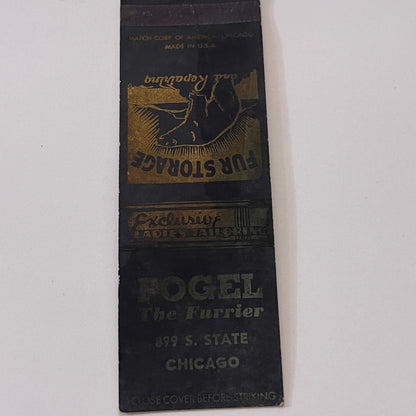 MATCH CORP. OF AMERICA, CHICAGO
MADE IN U.S.A.
and Repairing
FUR STORAGE
Exclusive
LADIES TAILORING
FOGEL
The Furrier
899 S. STATE
CHICAGO
CLOSE COVER BEFORE STRIKING